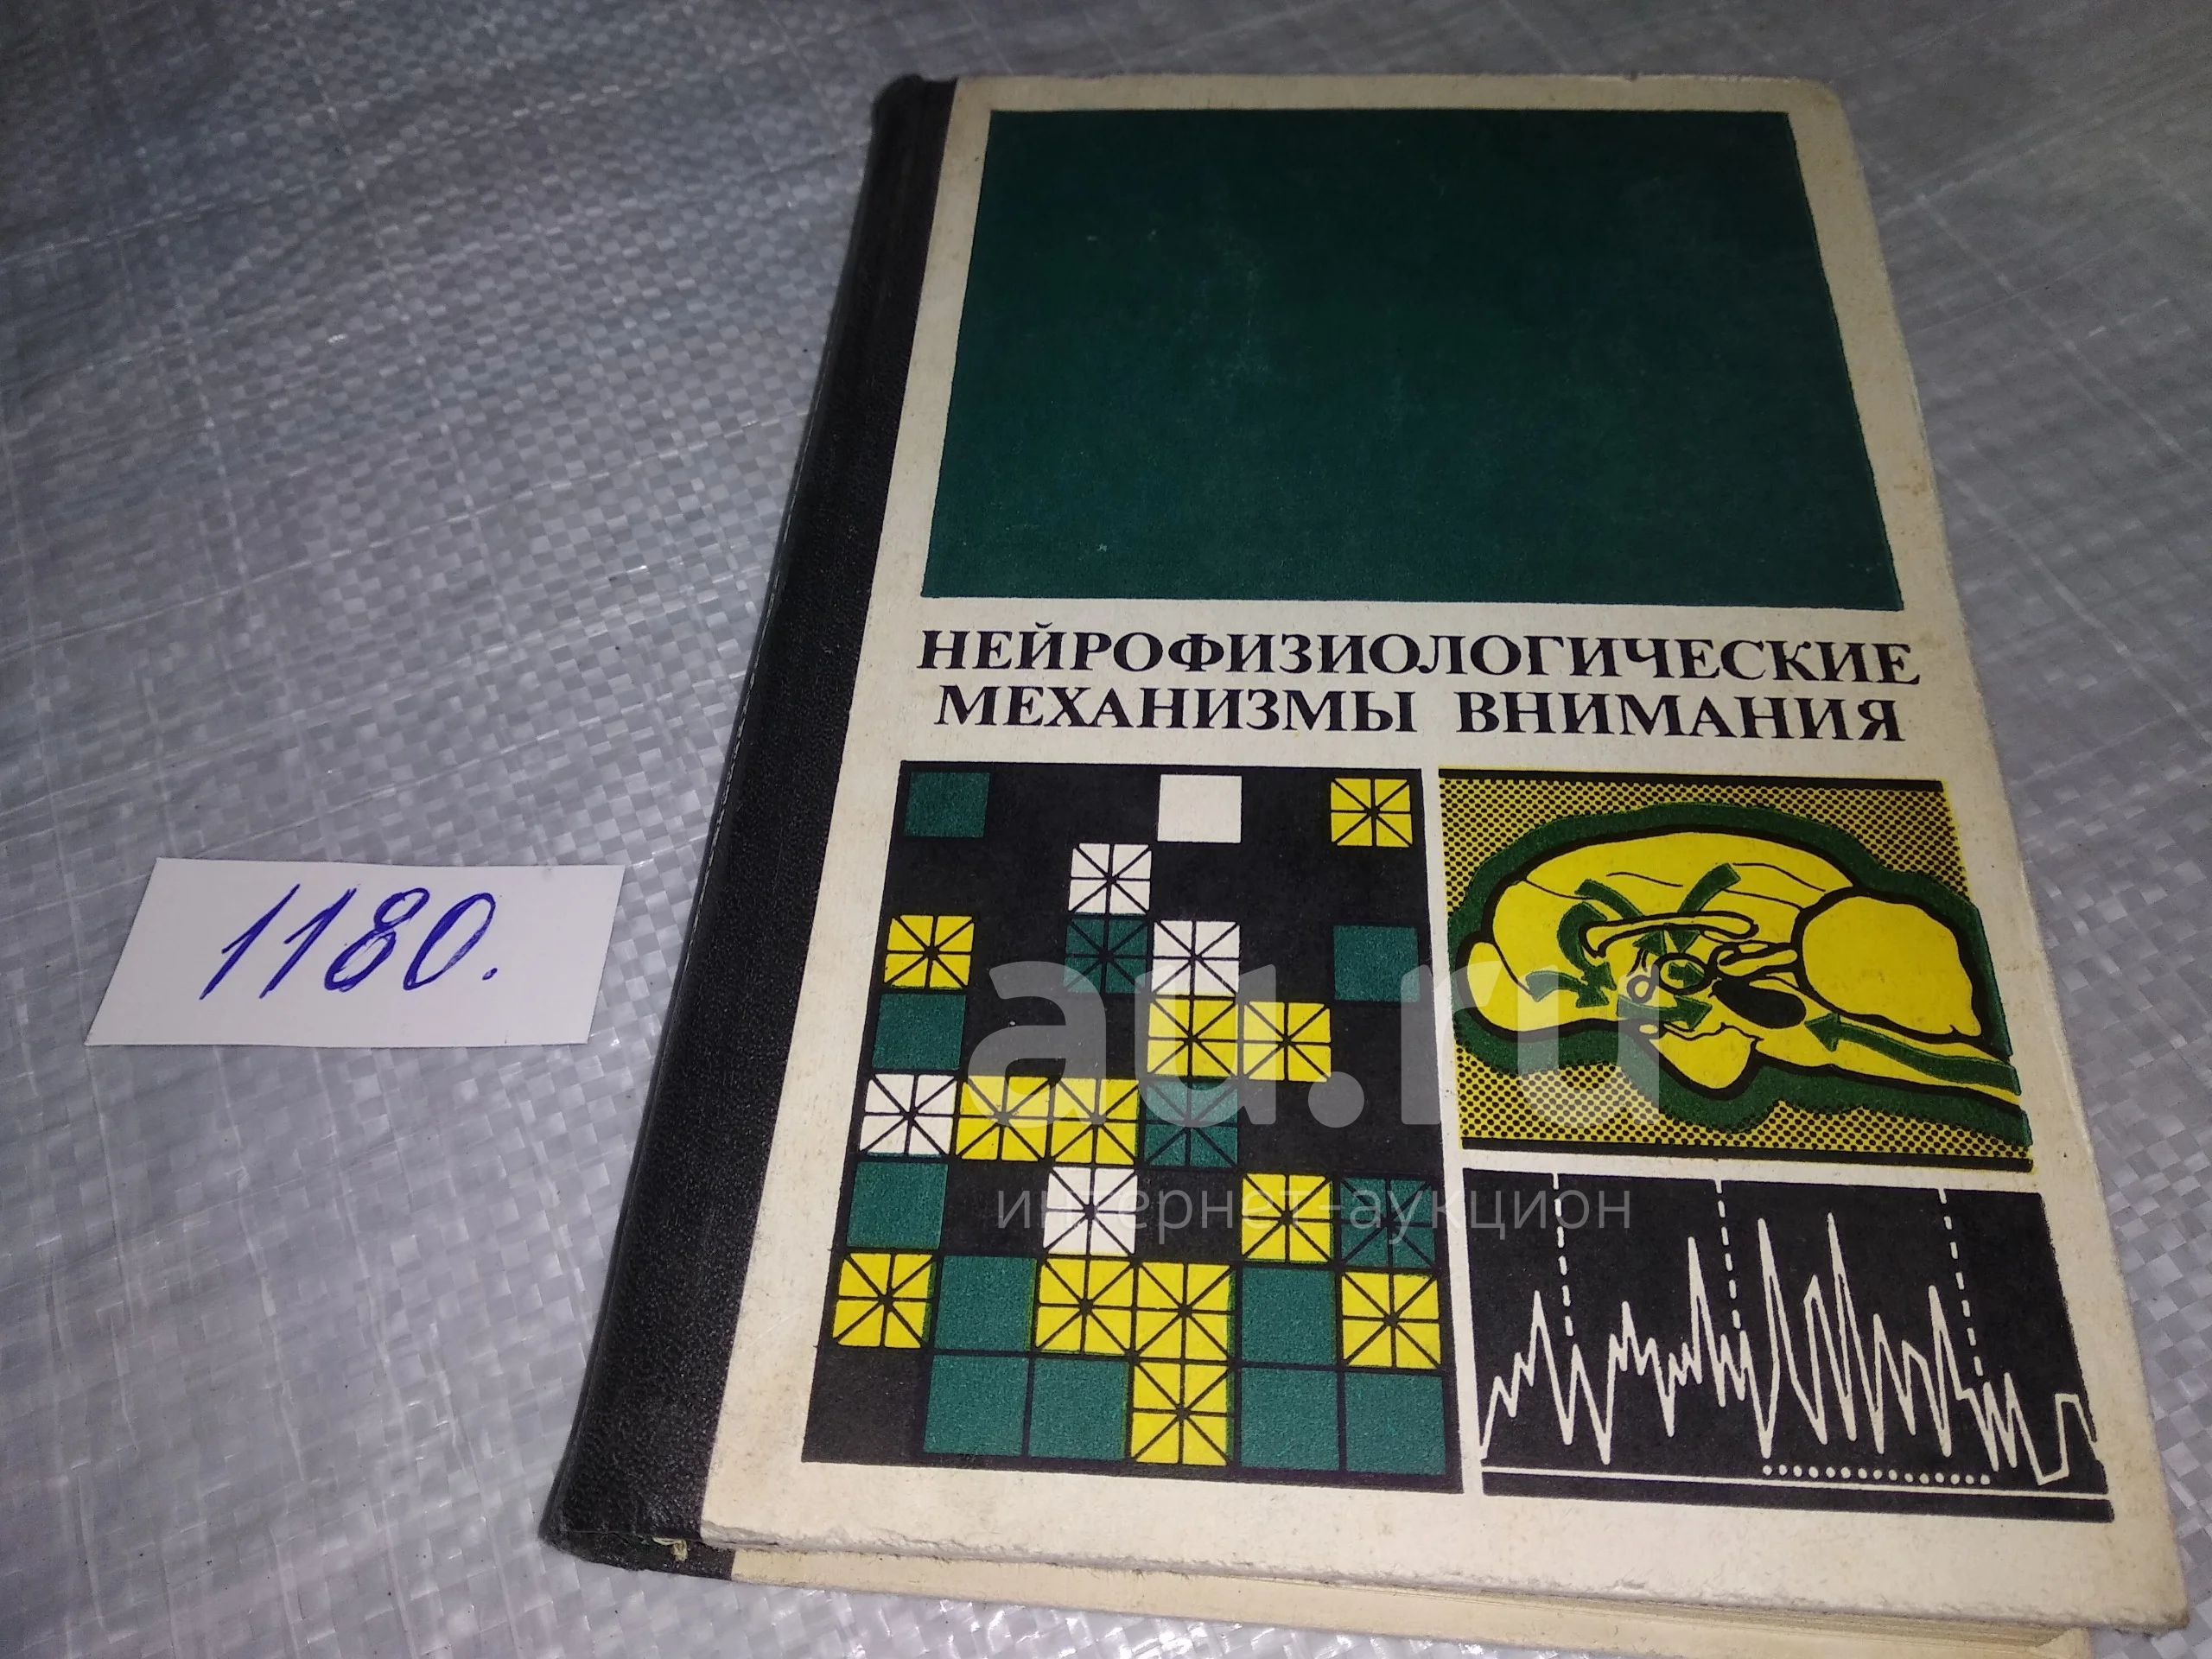 НЕЙРОФИЗИОЛОГИЧЕСКИЕ
МЕХАНИЗМЫ ВНИМАНИЯ
1180.
au.ru
интернет-аукцион